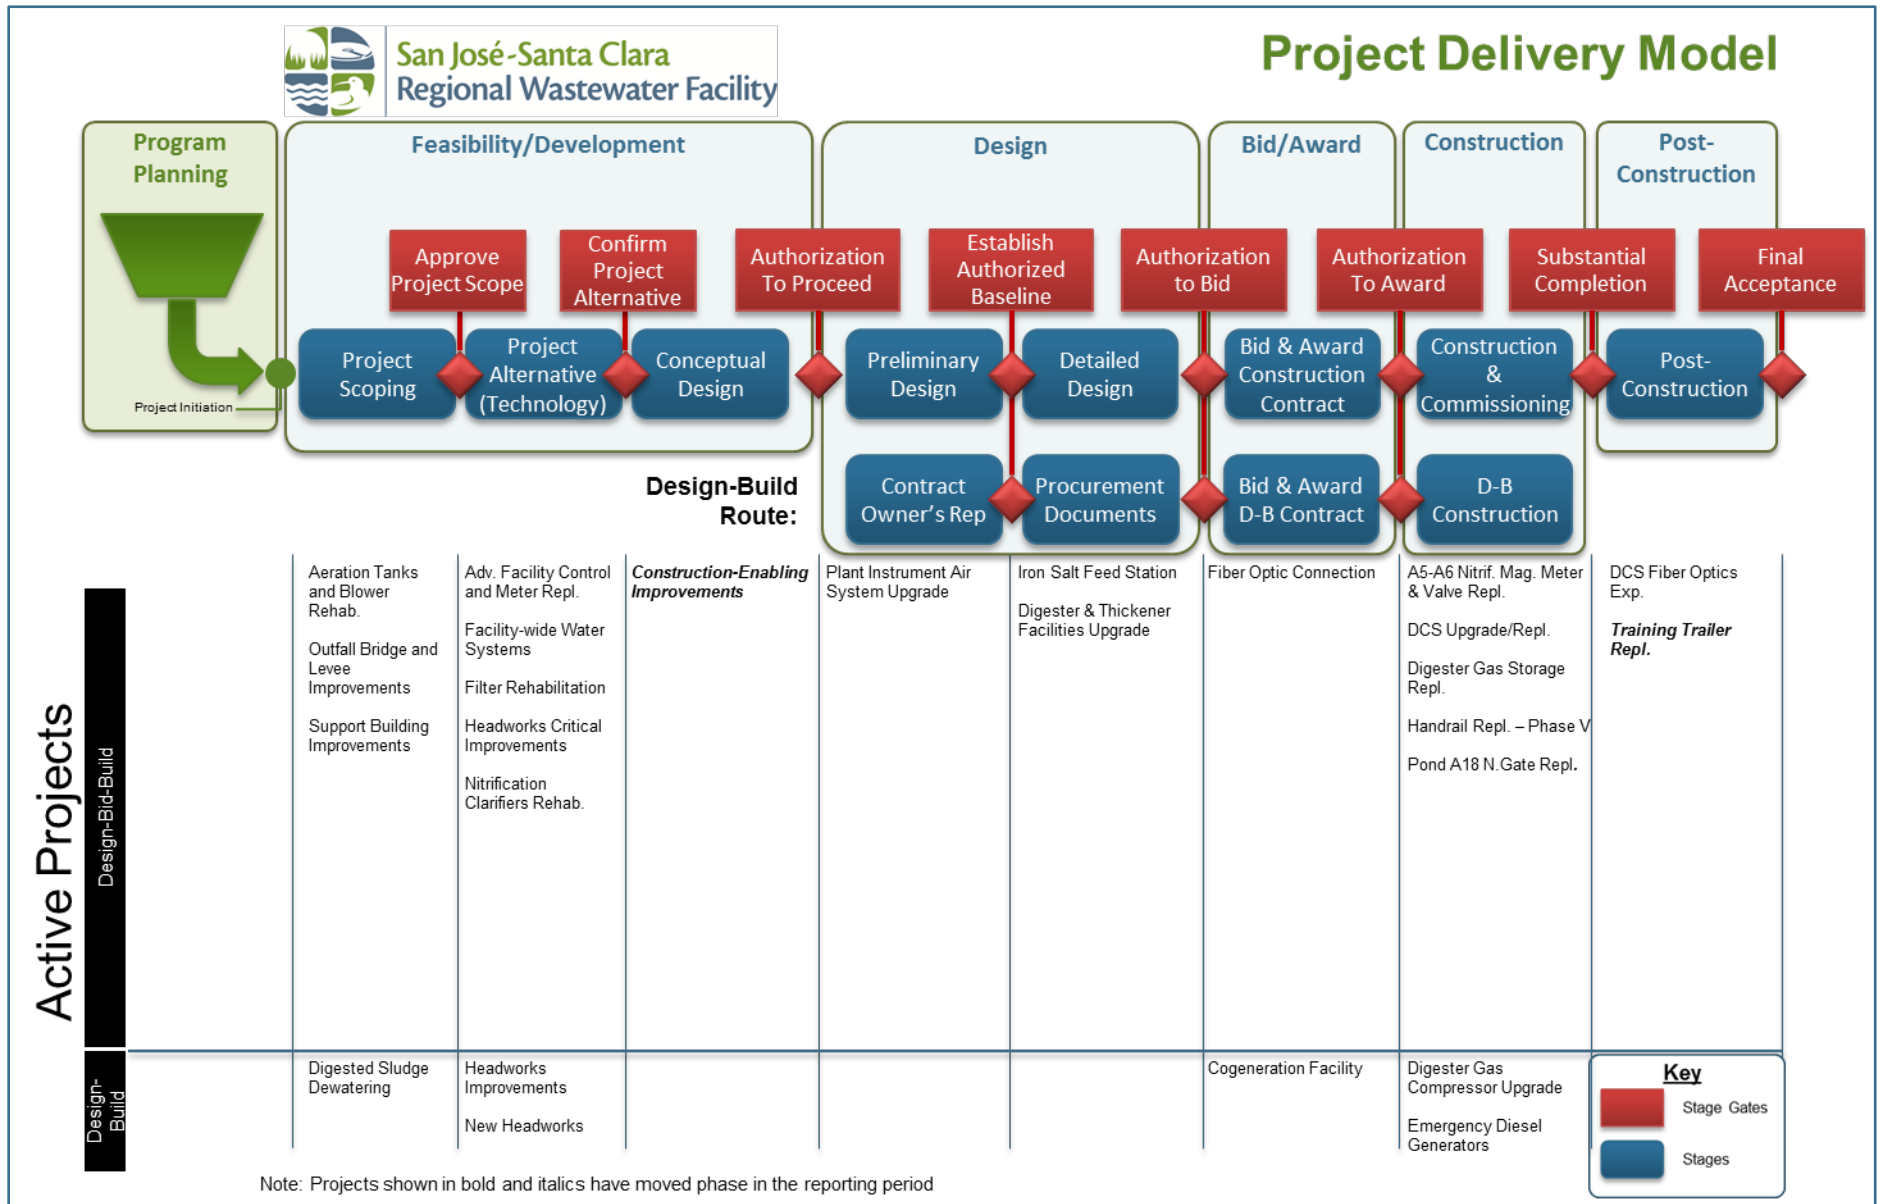 San José-Santa Clara
Regional Wastewater Facility
Project Delivery Model
Program
Planning
Feasibility/Development
Design
Bid/Award
Construction
Post-
Construction
Approve
Project Scope
Confirm
Project
Alternative
Authorization
To Proceed
Establish
Authorized
Baseline
Authorization
to Bid
Authorization
To Award
Substantial
Completion
Final
Acceptance
Project Initiation
Project
Scoping
Project
Alternative
(Technology)
Conceptual
Design
Preliminary
Design
Detailed
Design
Bid & Award
Construction
Contract
Construction
&
Commissioning
Post-
Construction
Design-Build
Route:
Contract
Owner's Rep
Procurement
Documents
Bid & Award
D-B Contract
D-B
Construction
Active Projects
Design-Bid-Build
Aeration Tanks
and Blower
Rehab.
Outfall Bridge and
Levee
Improvements
Support Building
Improvements
Adv. Facility Control
and Meter Repl.
Facility-wide Water
Systems
Filter Rehabilitation
Headworks Critical
Improvements
Nitrification
Clarifiers Rehab.
Construction-Enabling
Improvements
Plant Instrument Air
System Upgrade
Iron Salt Feed Station
Digester & Thickener
Facilities Upgrade
Fiber Optic Connection
A5-A6 Nitrif. Mag. Meter
& Valve Repl.
DCS Upgrade/Repl.
Digester Gas Storage
Repl.
Handrail Repl. – Phase V
Pond A18 N.Gate Repl.
DCS Fiber Optics
Exp.
Training Trailer
Repl.
Design-
Build
Digested Sludge
Dewatering
Headworks
Improvements
New Headworks
Cogeneration Facility
Digester Gas
Compressor Upgrade
Emergency Diesel
Generators
Key
Stage Gates
Stages
Note: Projects shown in bold and italics have moved phase in the reporting period